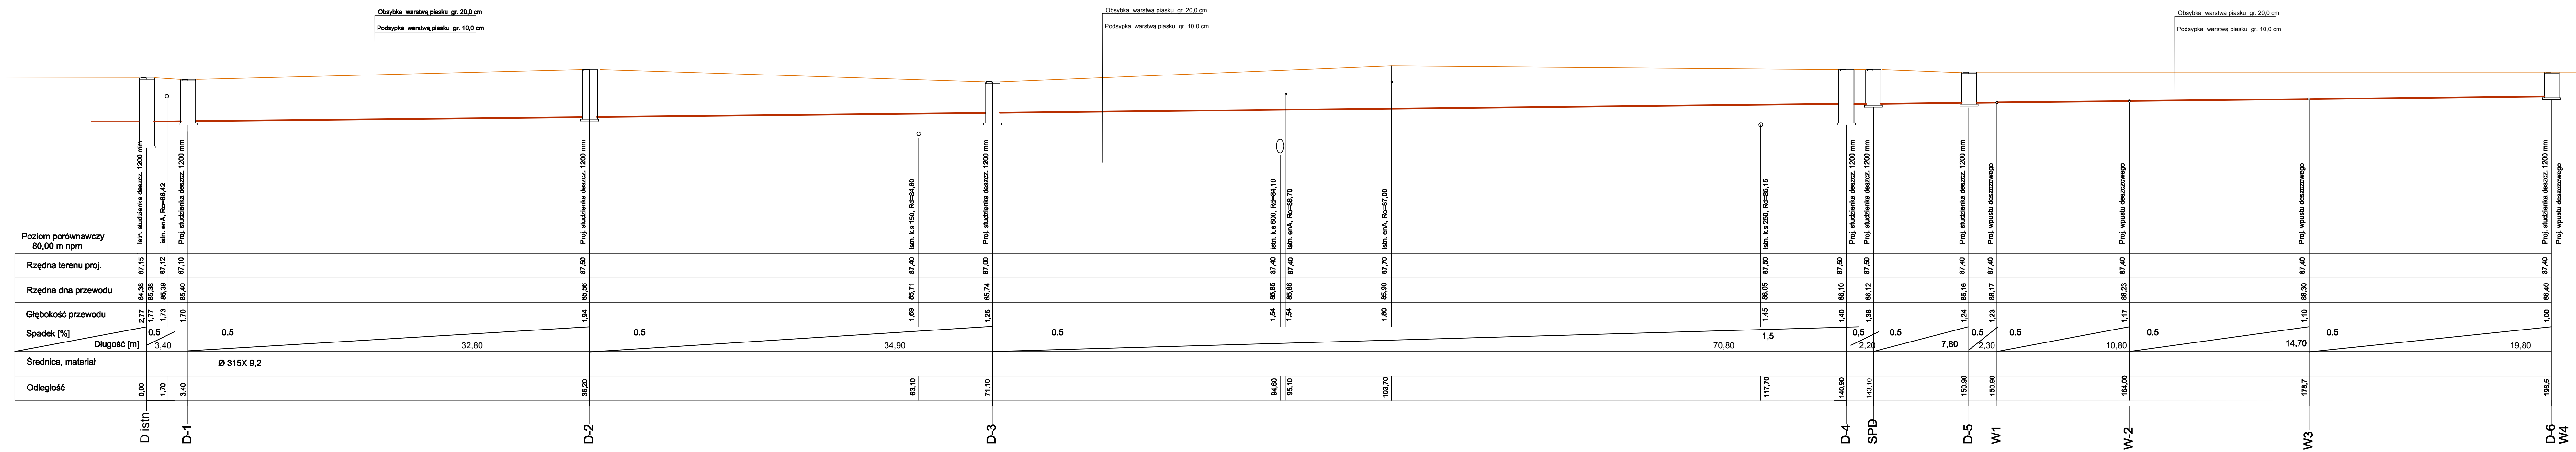 Obsybka warstwą piasku gr. 20,0 cm
Podsypka warstwą piasku gr. 10,0 cm
Obsybka warstwą piasku gr. 20,0 cm
Podsypka warstwą piasku gr. 10,0 cm
Obsybka warstwą piasku gr. 20,0 cm
Podsypka warstwą piasku gr. 10,0 cm
Istn. studzienka deszcz. 1200 mm
istn. enA, Ro=86,42
Proj. studzienka deszcz. 1200 mm
Proj. studzienka deszcz. 1200 mm
istn. k.s 150, Rd=84,80
Proj. studzienka deszcz. 1200 mm
istn. k.s 600, Rd=84,10
istn. enA, Ro=86,70
istn. enA, Ro=87,00
istn. k.s 250, Rd=85,15
Proj. studzienka deszcz. 1200 mm
Proj. studzienka deszcz. 1200 mm
Proj. studzienka deszcz. 1200 mm
Proj. wpustu deszczowego
Proj. wpustu deszczowego
Proj. wpustu deszczowego
Proj. studzienka deszcz. 1200 mm
Proj. wpustu deszczowego
Poziom porównawczy
80,00 m npm
Rzędna terenu proj. 87,15 87,12 87,10 87,50 87,40 87,00 87,40 87,40 87,70 87,50 87,50 87,50 87,40 87,40 87,40 87,40 87,40
Rzędna dna przewodu 84,38 85,38 85,39 85,40 85,56 85,71 85,74 85,86 85,86 85,90 86,05 86,10 86,12 86,16 86,17 86,23 86,30 86,40
Głębokość przewodu 2,77 1,77 1,73 1,70 1,94 1,69 1,26 1,54 1,54 1,80 1,45 1,40 1,38 1,24 1,23 1,17 1,10 1,00
Spadek [%] 0.5 0.5 0.5 0.5 1,5 0.5 0.5 0.5 0.5 0.5 0.5
Długość [m] 3,40 32,80 34,90 70,80 2,20 7,80 2,30 10,80 14,70 19,80
Średnica, materiał Ø 315X 9,2
Odległość 0,00 1,70 3,40 36,20 63,10 71,10 94,60 95,10 103,70 117,70 140,90 143,10 150,90 150,90 164,00 178,7 198,5
D istn D-1 D-2 D-3 D-4 SPD D-5 W1 W-2 W3 D-6
W4